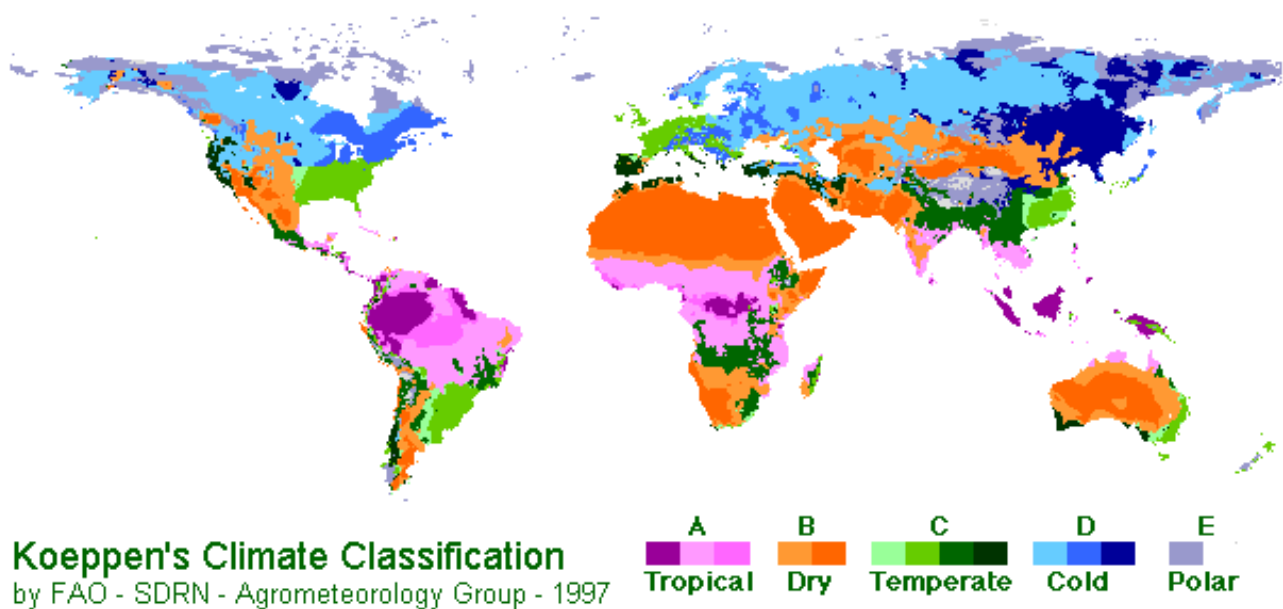 A B C D E
Koeppen's Climate Classification
Tropical Dry Temperate Cold Polar
by FAO - SDRN - Agrometeorology Group - 1997